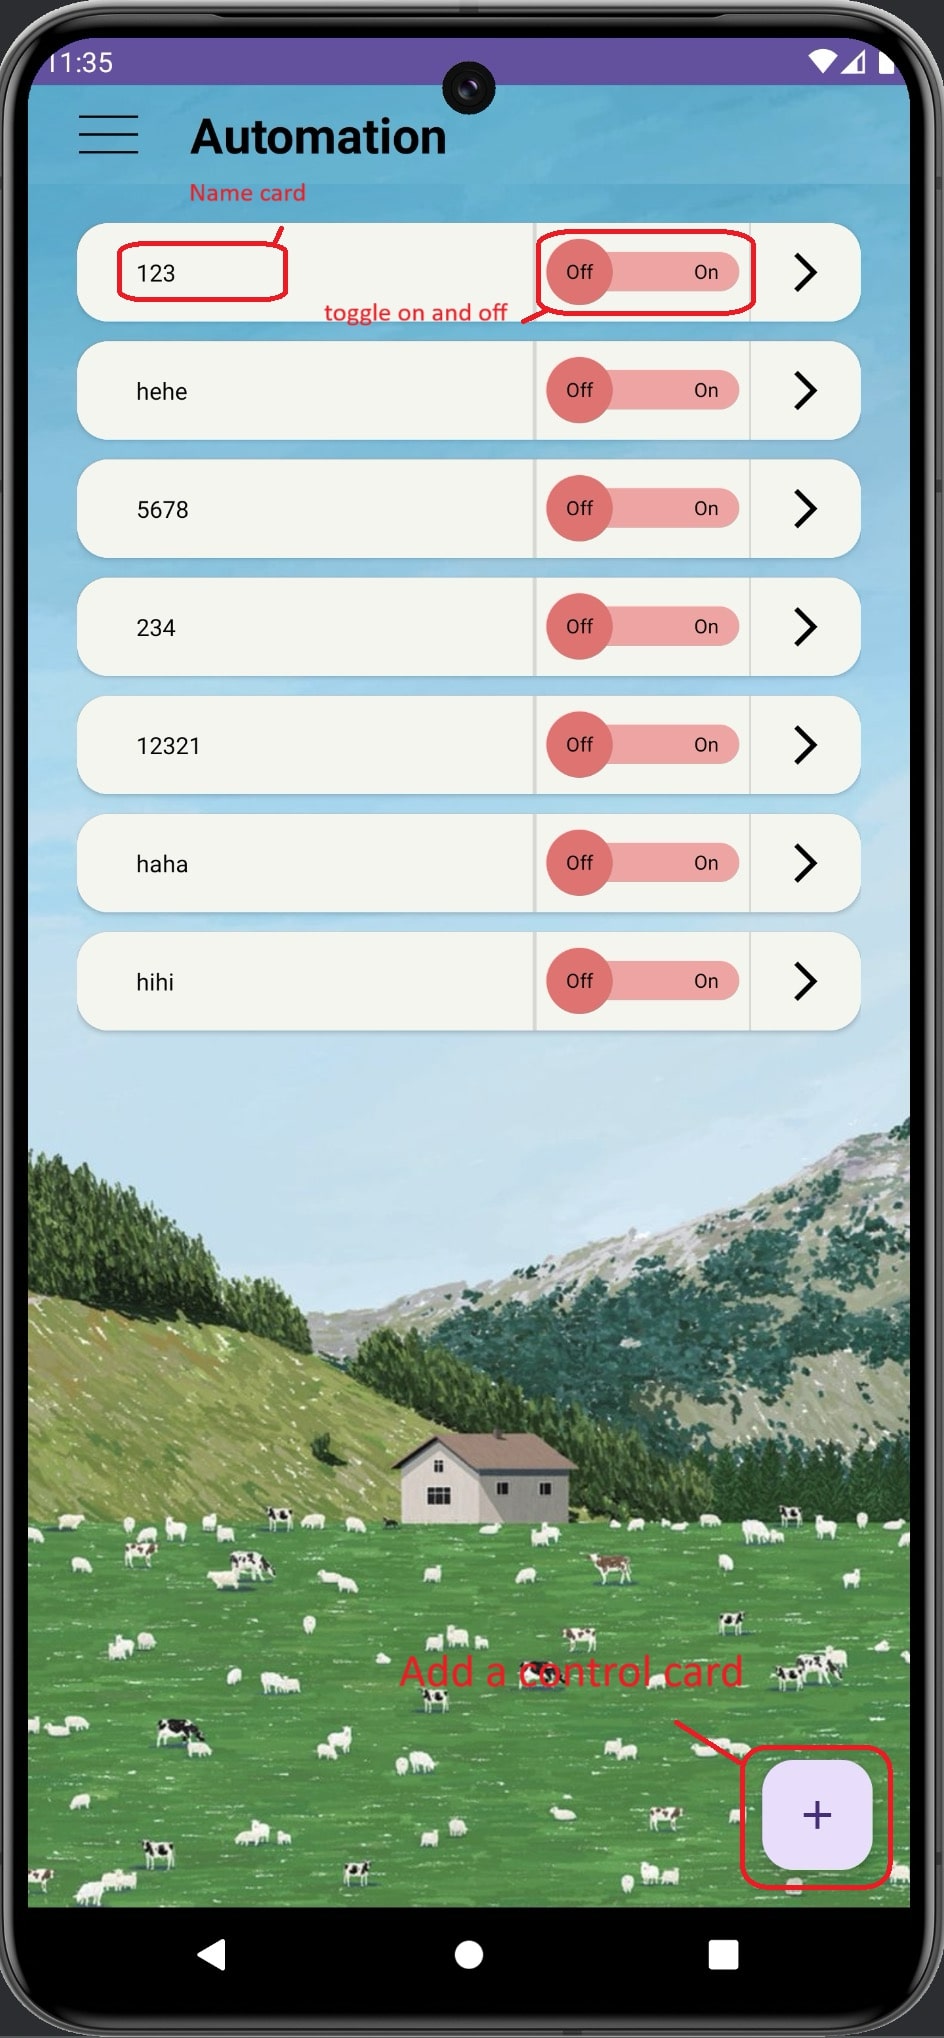 11:35
Automation
Name card
123 Off On
toggle on and off
hehe Off On
5678 Off On
234 Off On
12321 Off On
haha Off On
hihi Off On
Add a control card
+